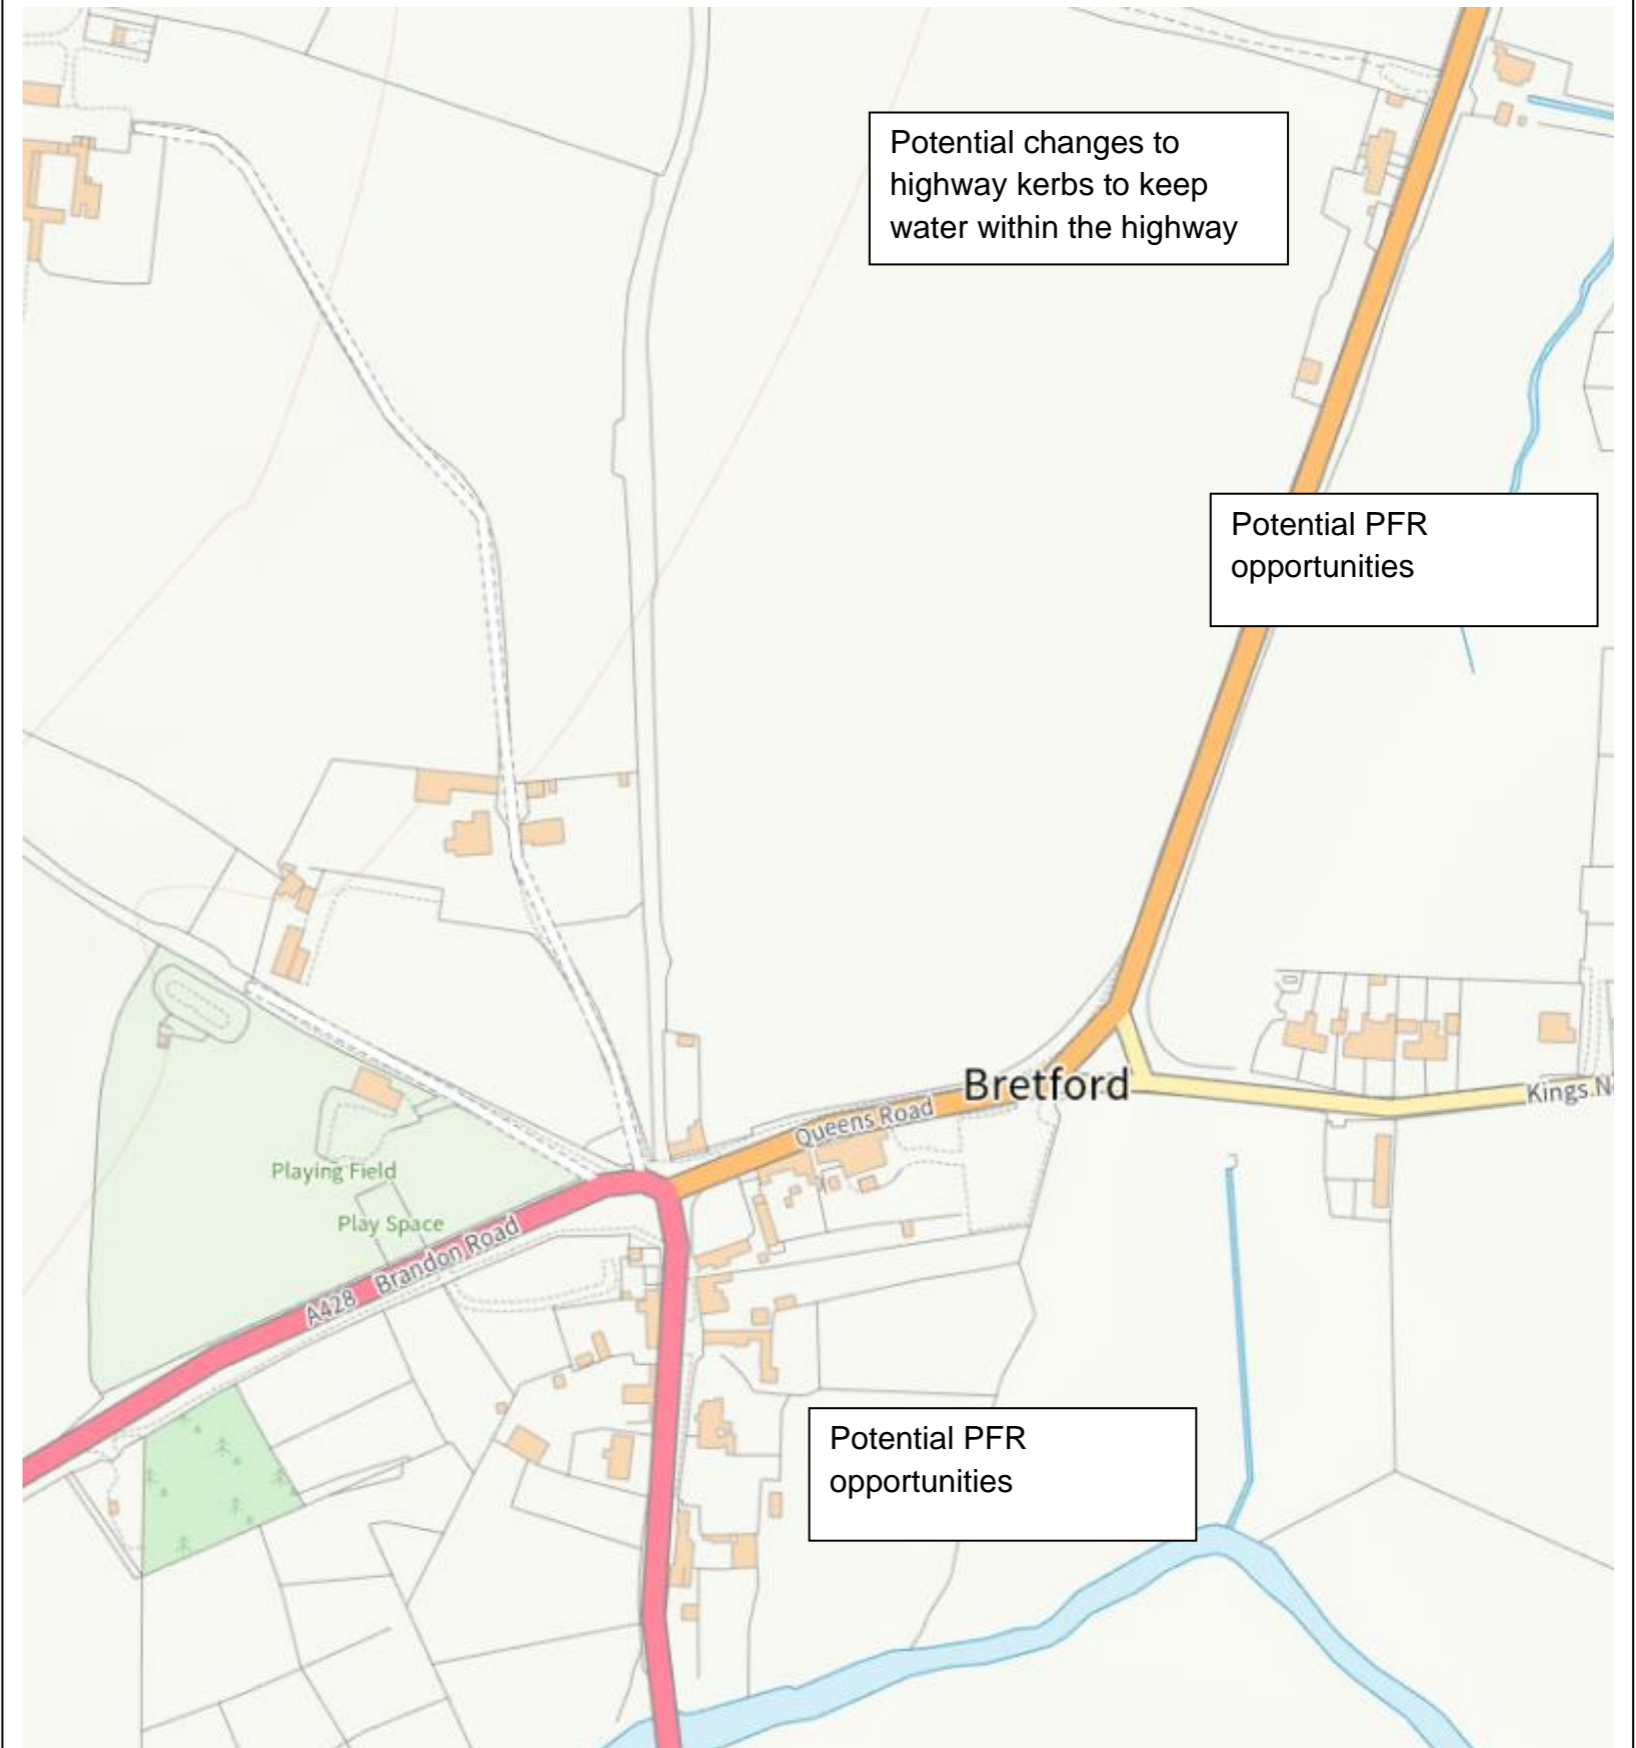 Potential changes to
highway kerbs to keep
water within the highway
Potential PFR
opportunities
Bretford
Kings N
Queens Road
Playing Field
Play Space
A428 Brandon Road
Potential PFR
opportunities